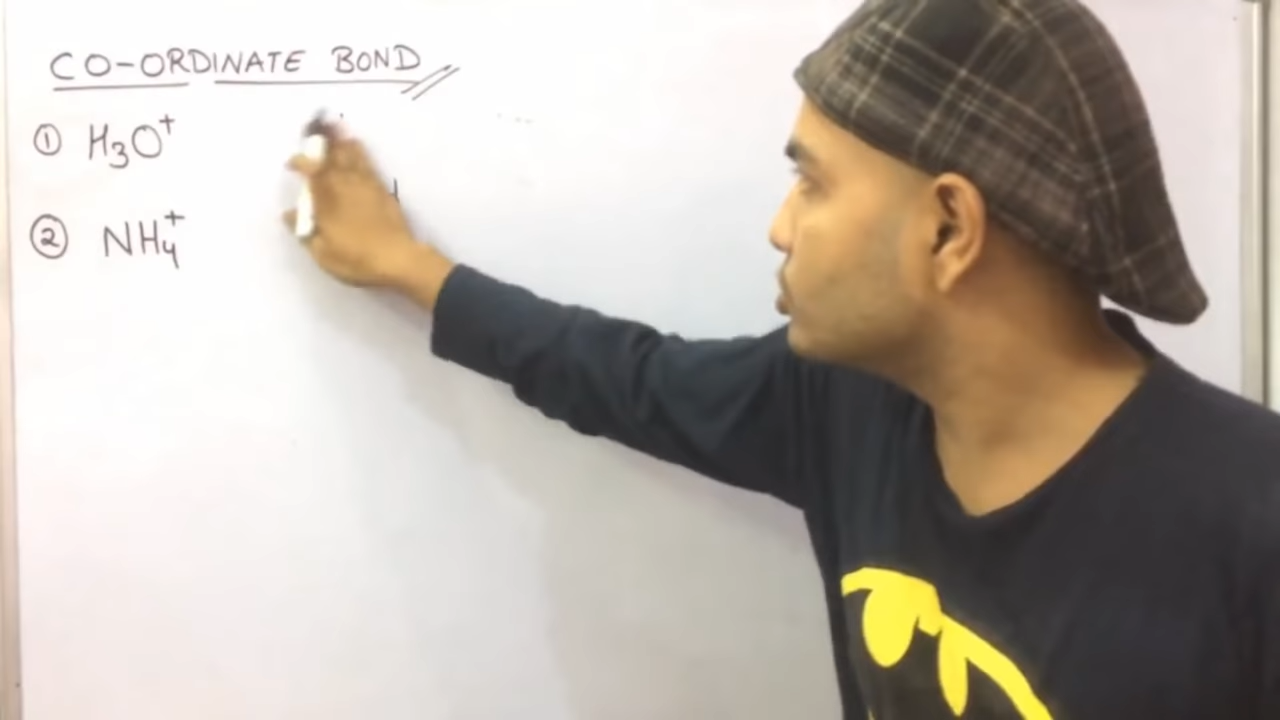 CO-ORDINATE BOND
① H₃O⁺
② NH₄⁺